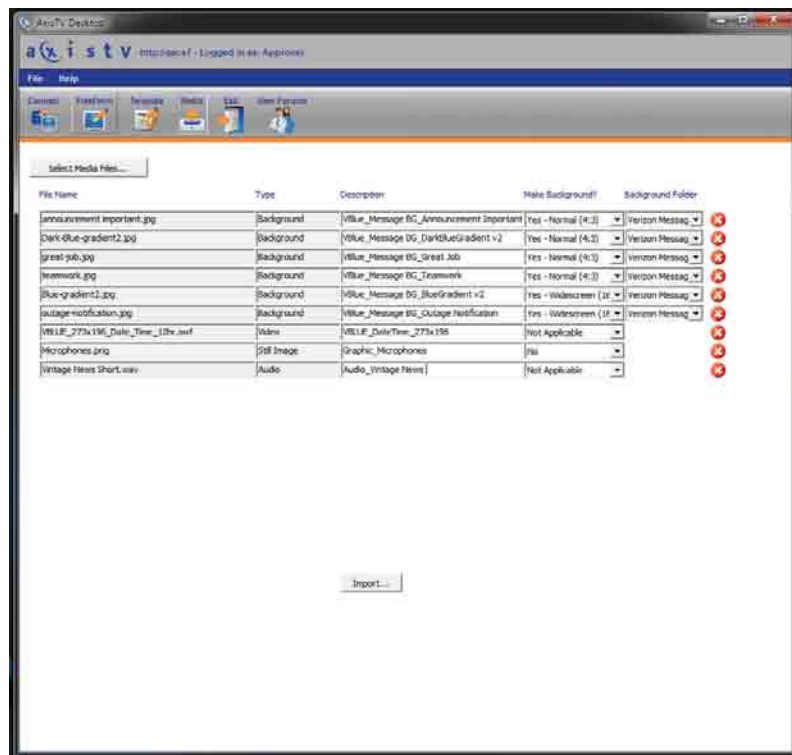 AxisTV Desktop
axistv Logged in as: Approver
File Help
Connect FreeForm Template Media Exit View Forums
Select Media Files...
File Name Type Description Make Background? Background Folder
announcement important.jpg Background VBlue_Message BG_Announcement Important Yes - Normal (4:3) Verizon Messag
Dark-Blue-gradient2.jpg Background VBlue_Message BG_DarkBlueGradient v2 Yes - Normal (4:3) Verizon Messag
great-job.jpg Background VBlue_Message BG_Great Job Yes - Normal (4:3) Verizon Messag
teamwork.jpg Background VBlue_Message BG_Teamwork Yes - Normal (4:3) Verizon Messag
Blue-gradient2.jpg Background VBlue_Message BG_BlueGradient v2 Yes - Widescreen (16 Verizon Messag
outage-notification.jpg Background VBlue_Message BG_Outage Notification Yes - Widescreen (16 Verizon Messag
VBLUE_273x196_Date_Time_12hr.swf Video VBLUE_DateTime_273x196 Not Applicable
Microphones.png Still Image Graphic_Microphones No
Vintage News Short.wav Audio Audio_Vintage News Not Applicable
Import...